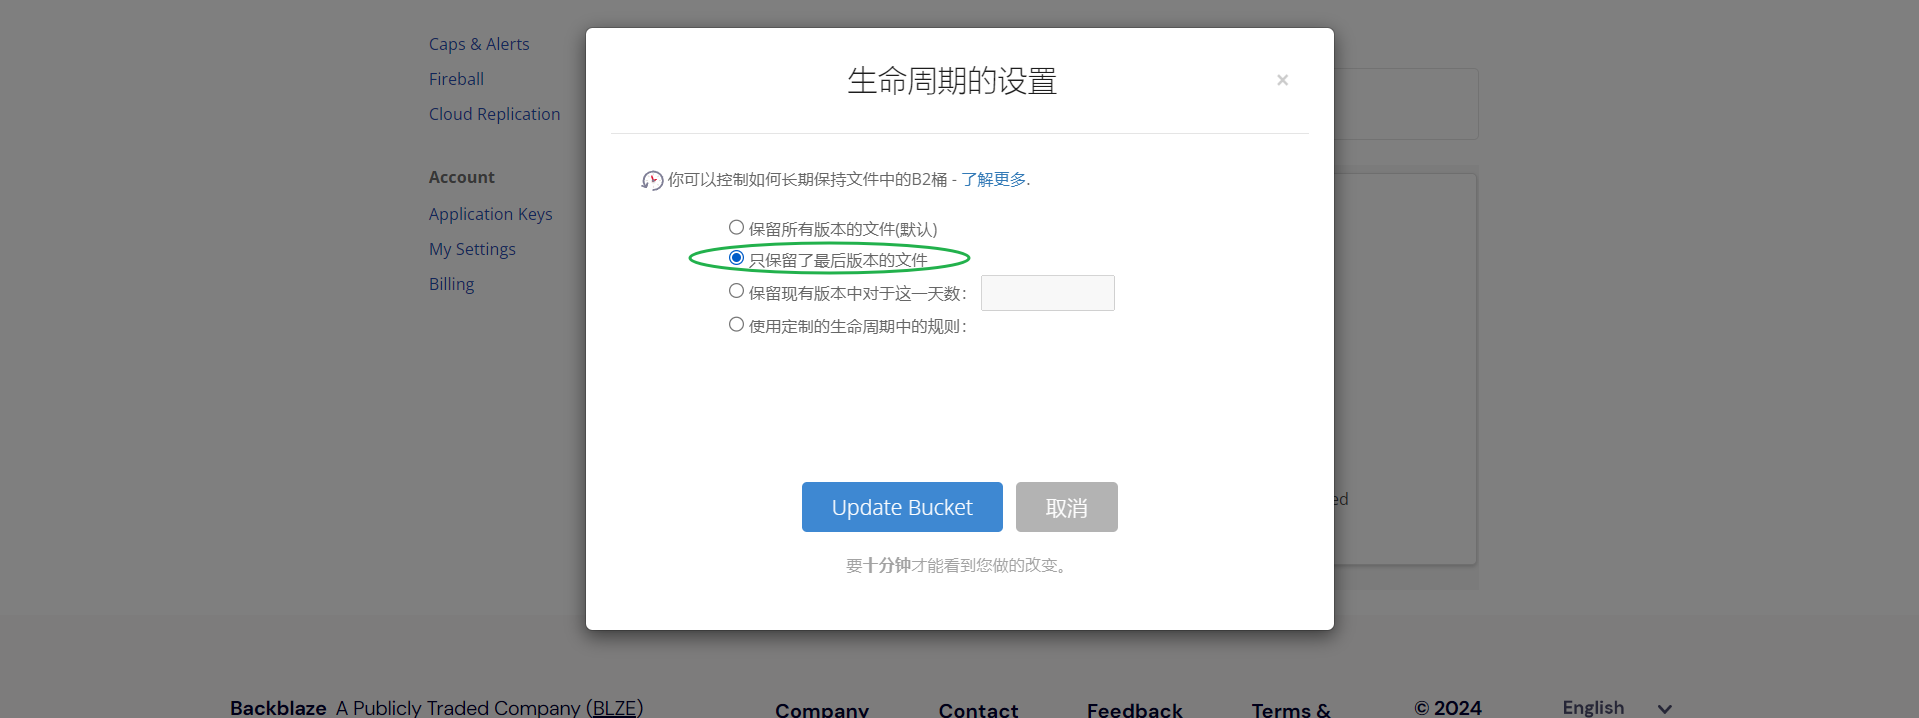 Caps & Alerts
Fireball
Cloud Replication
Account
Application Keys
My Settings
Billing
生命周期的设置
×
你可以控制如何长期保持文件中的B2桶 - 了解更多.
保留所有版本的文件(默认)
只保留了最后版本的文件
保留现有版本中对于这一天数：
使用定制的生命周期中的规则：
ed
Update Bucket
取消
要十分钟才能看到您做的改变。
Backblaze A Publicly Traded Company (BLZE)
Company
Contact
Feedback
Terms &
© 2024
English